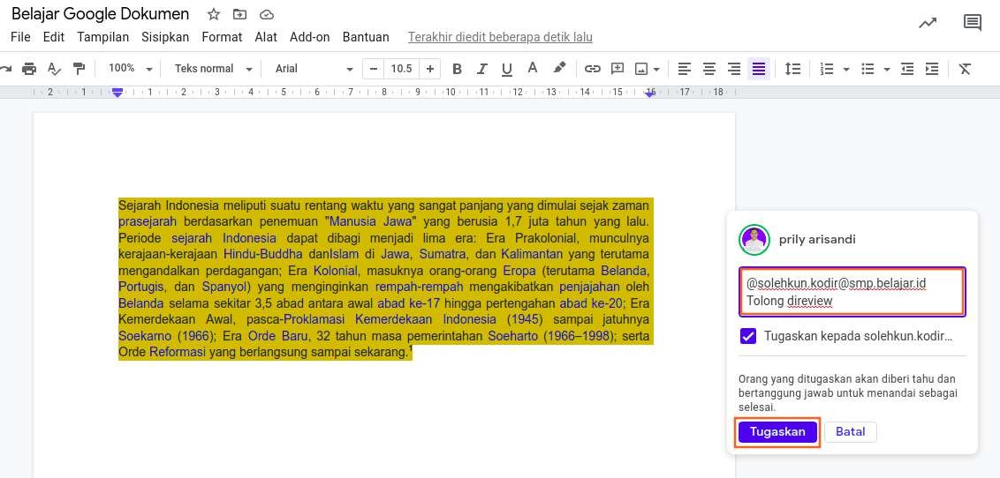 Belajar Google Dokumen
File Edit Tampilan Sisipkan Format Alat Add-on Bantuan Terakhir diedit beberapa detik lalu
100% Teks normal Arial − 10.5 + B I U A
2 1 1 2 3 4 5 6 7 8 9 10 11 12 13 14 15 16 17 18
Sejarah Indonesia meliputi suatu rentang waktu yang sangat panjang yang dimulai sejak zaman
prasejarah berdasarkan penemuan "Manusia Jawa" yang berusia 1,7 juta tahun yang lalu.
Periode sejarah Indonesia dapat dibagi menjadi lima era: Era Prakolonial, munculnya
kerajaan-kerajaan Hindu-Buddha danIslam di Jawa, Sumatra, dan Kalimantan yang terutama
mengandalkan perdagangan; Era Kolonial, masuknya orang-orang Eropa (terutama Belanda,
Portugis, dan Spanyol) yang menginginkan rempah-rempah mengakibatkan penjajahan oleh
Belanda selama sekitar 3,5 abad antara awal abad ke-17 hingga pertengahan abad ke-20; Era
Kemerdekaan Awal, pasca-Proklamasi Kemerdekaan Indonesia (1945) sampai jatuhnya
Soekarno (1966); Era Orde Baru, 32 tahun masa pemerintahan Soeharto (1966–1998); serta
Orde Reformasi yang berlangsung sampai sekarang.¹
prily arisandi
@solehkun.kodir@smp.belajar.id
Tolong direview
Tugaskan kepada solehkun.kodir...
Orang yang ditugaskan akan diberi tahu dan
bertanggung jawab untuk menandai sebagai
selesai.
Tugaskan Batal